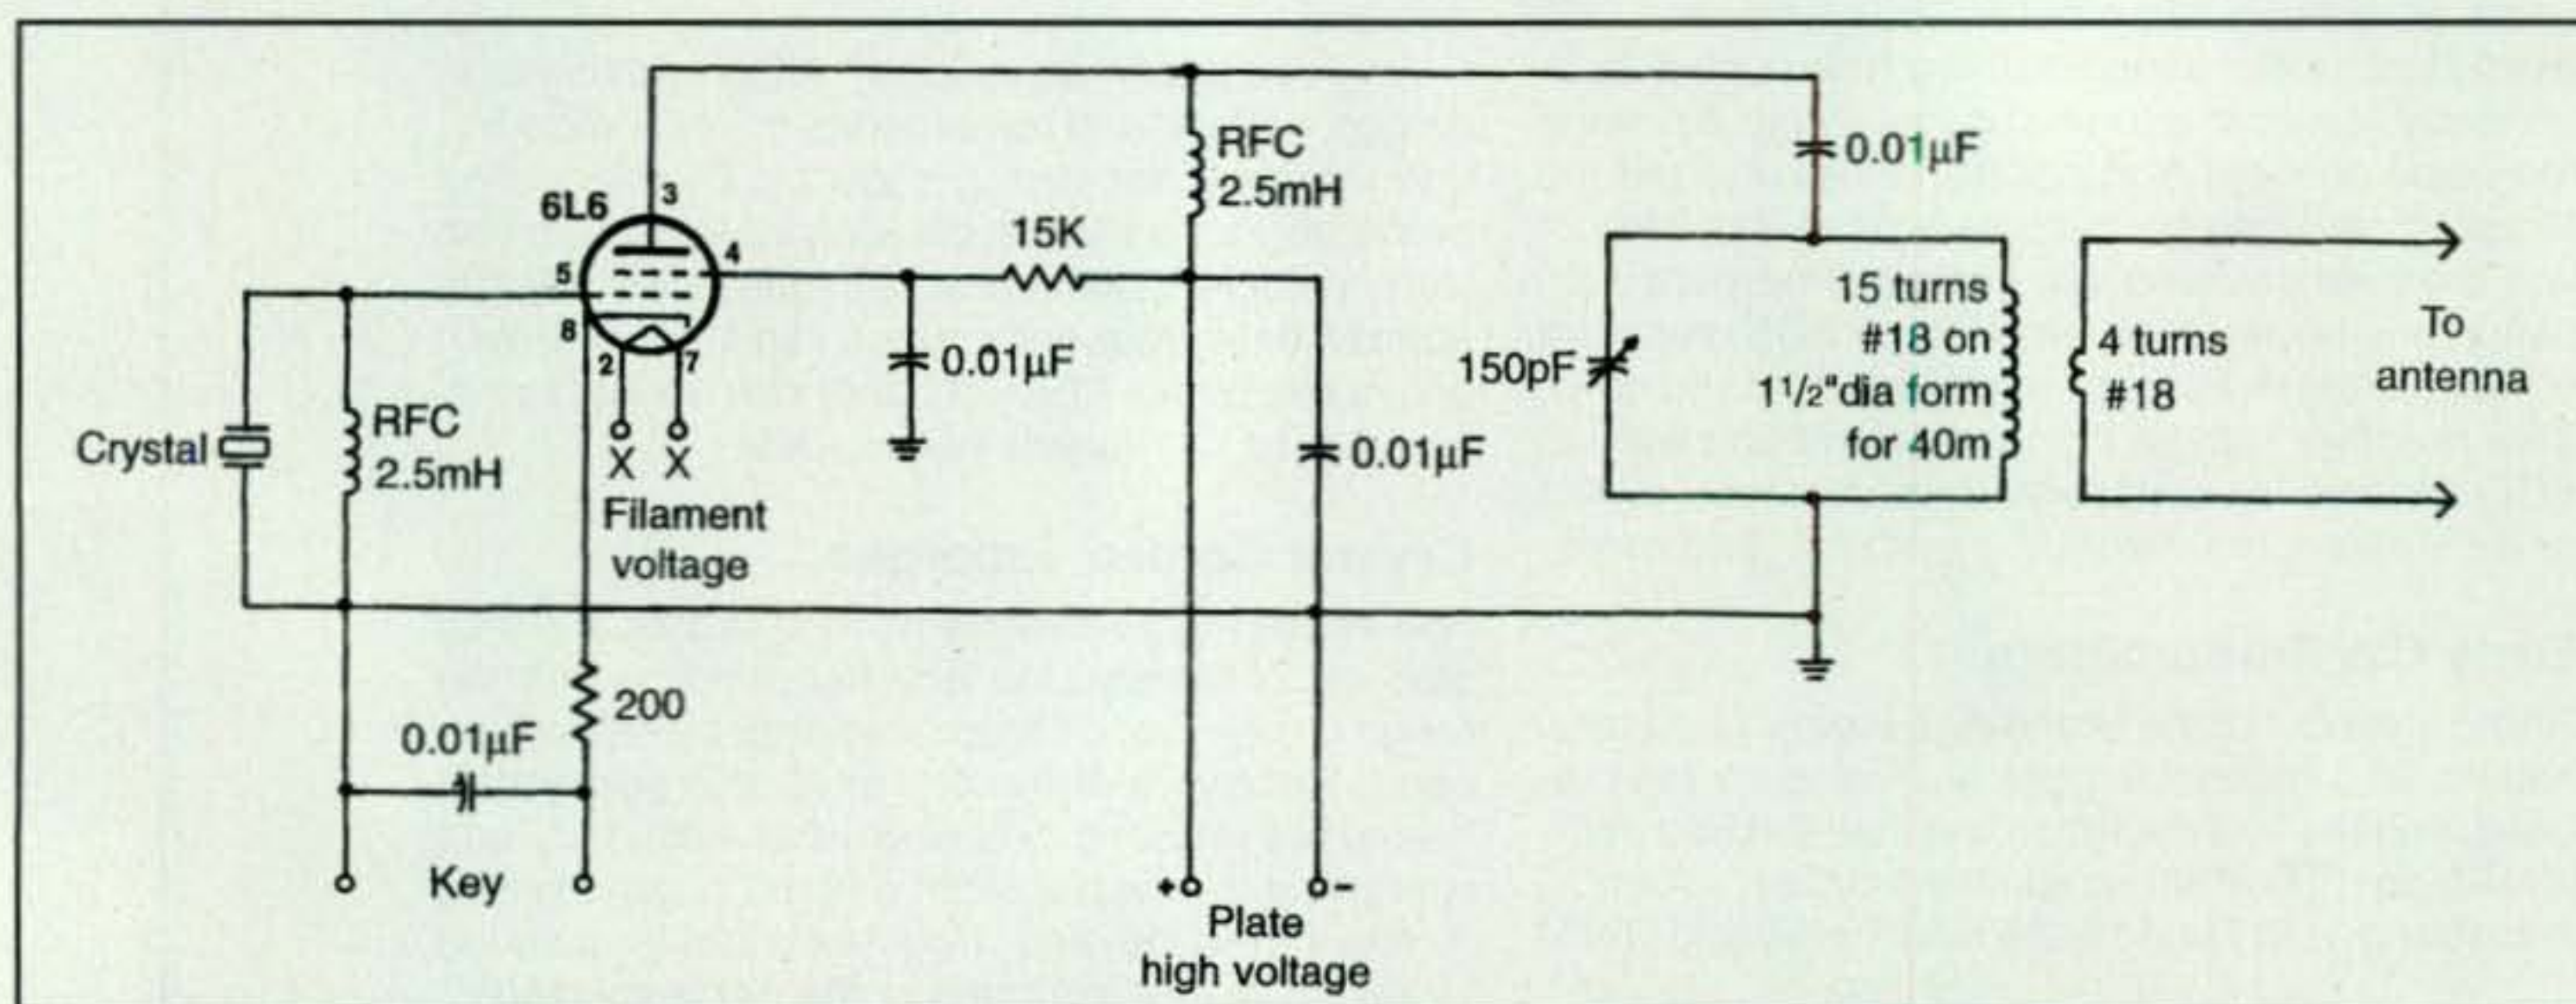 RFC
2.5mH
0.01µF
3
6L6
15K
4
5
8
2
7
0.01µF
X X
Filament
voltage
Crystal
RFC
2.5mH
0.01µF
150pF
15 turns
#18 on
1 1/2"dia form
for 40m
4 turns
#18
To
antenna
200
0.01µF
Key
+ -
Plate
high voltage